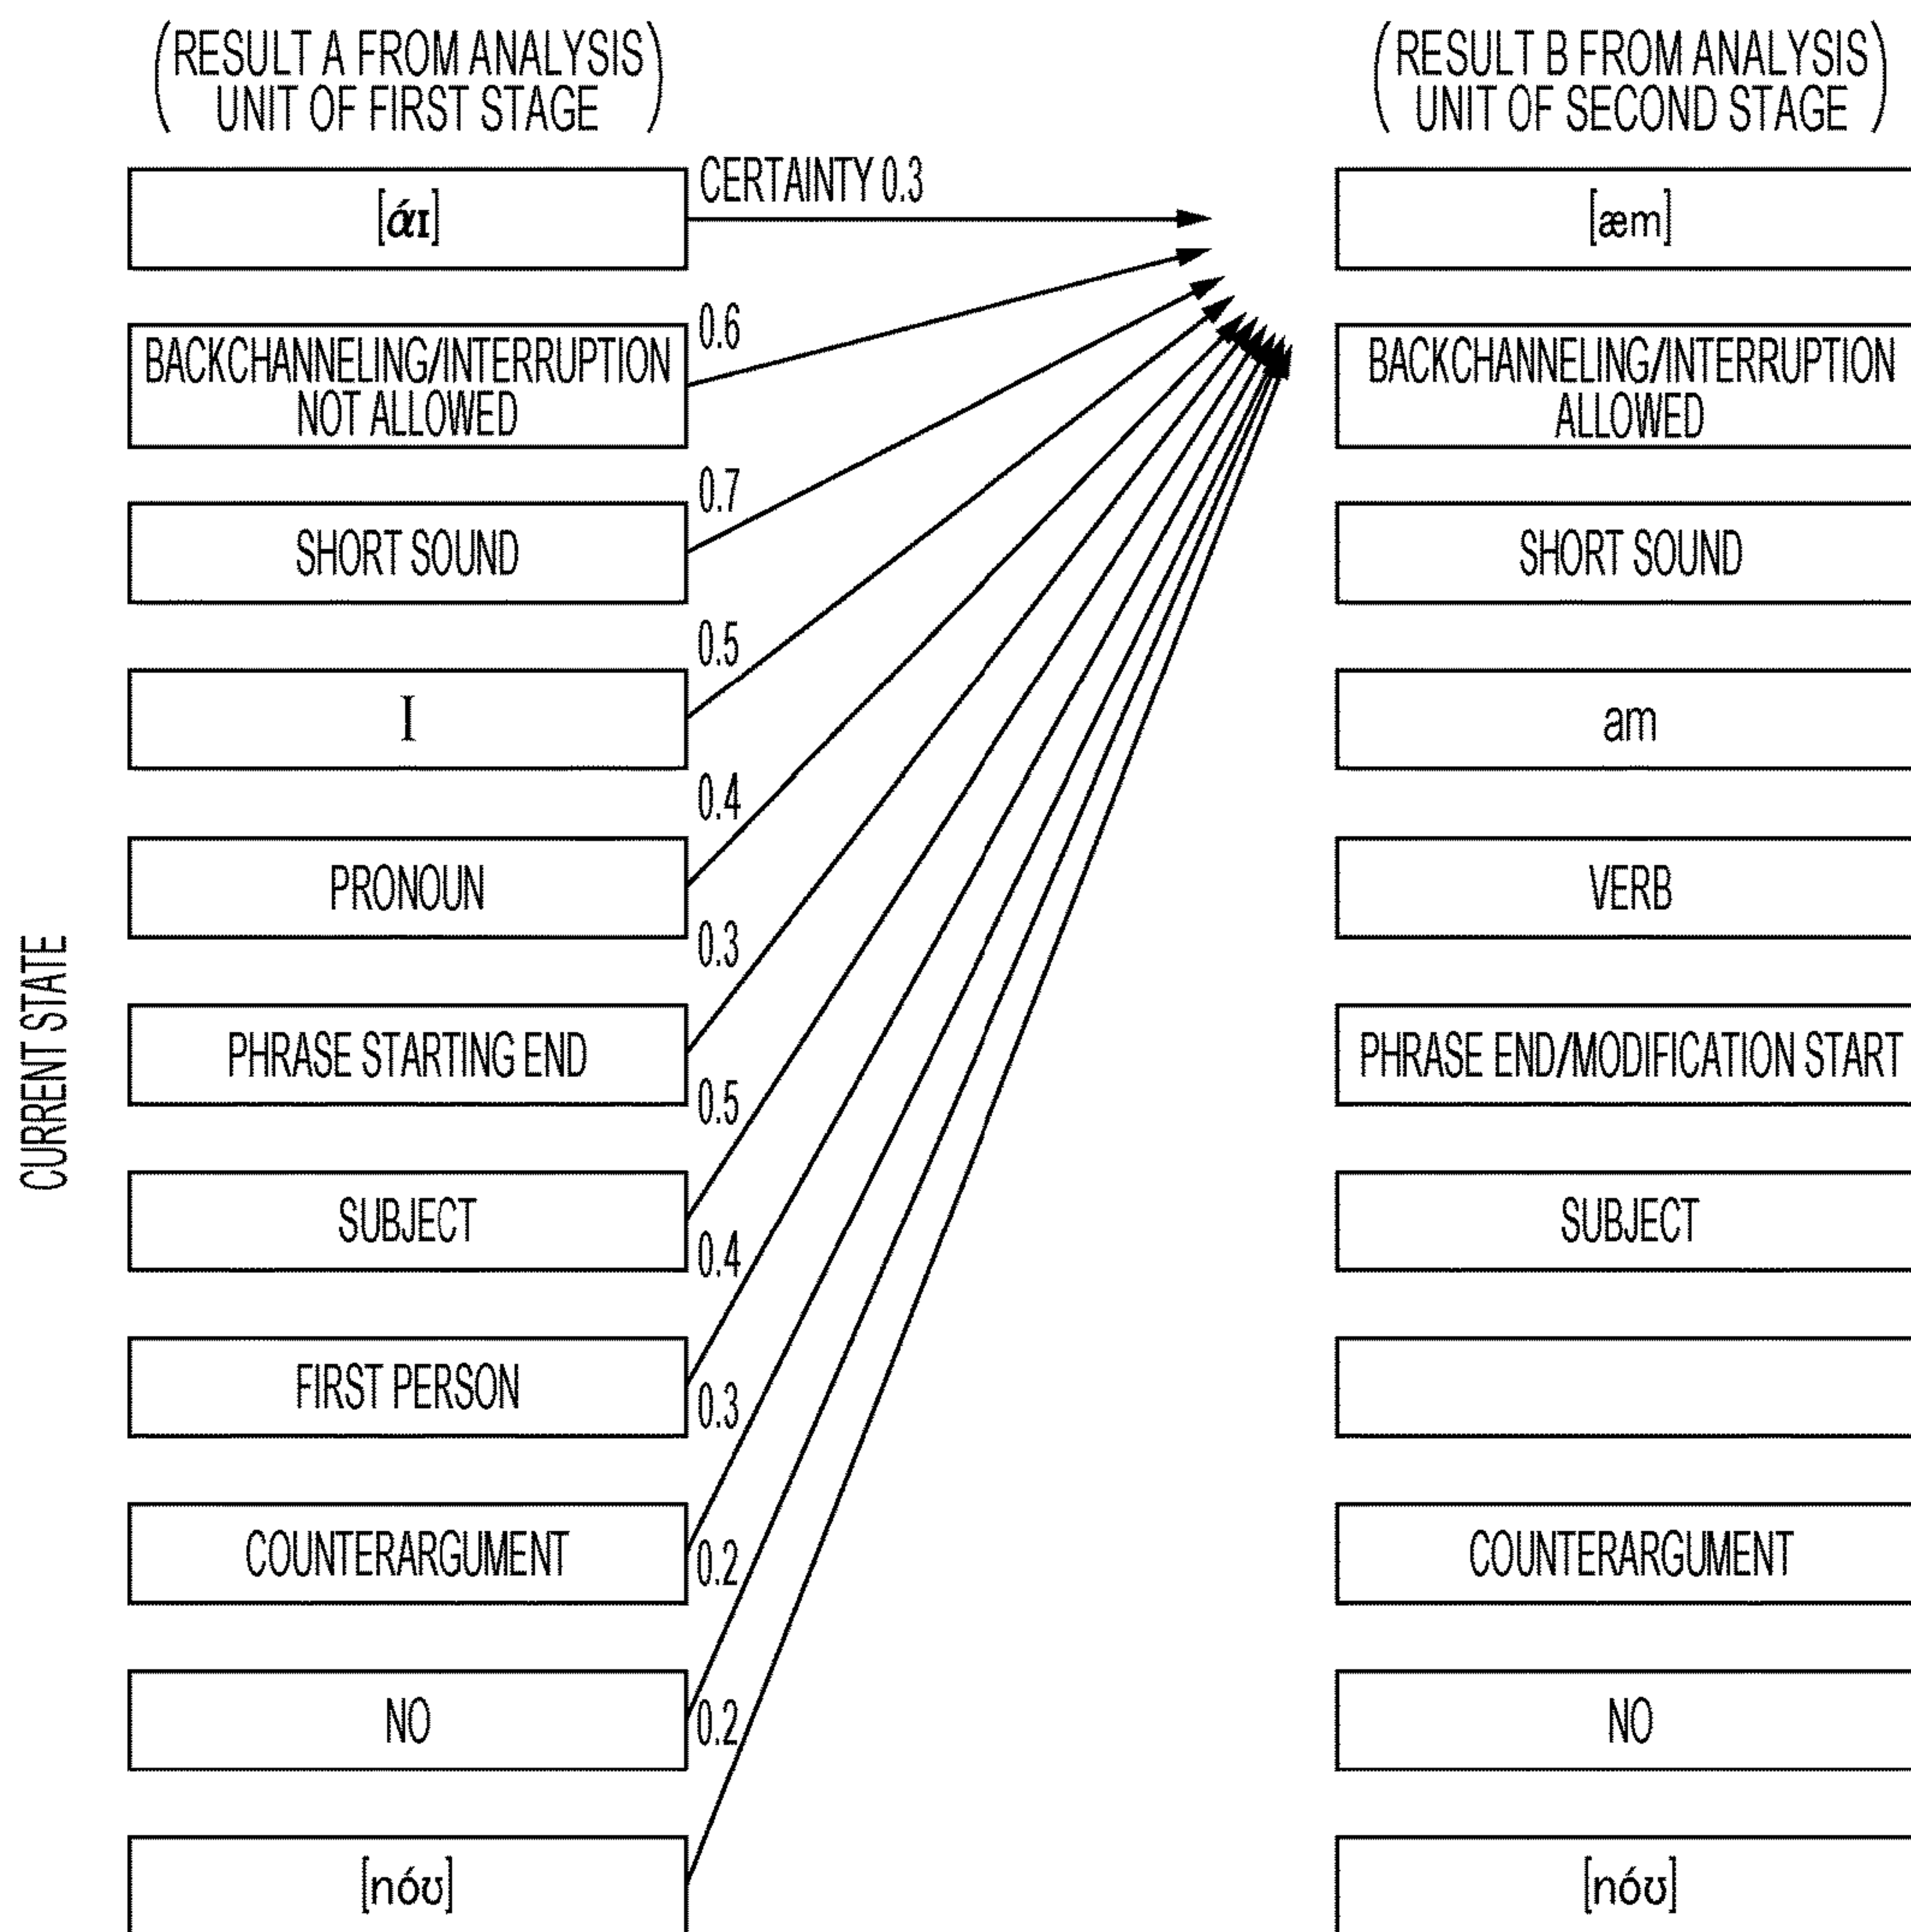 (RESULT A FROM ANALYSIS
UNIT OF FIRST STAGE)
(RESULT B FROM ANALYSIS
UNIT OF SECOND STAGE)
CERTAINTY 0.3
[άɪ]
[æm]
0.6
BACKCHANNELING/INTERRUPTION
NOT ALLOWED
BACKCHANNELING/INTERRUPTION
ALLOWED
0.7
SHORT SOUND
SHORT SOUND
0.5
I
am
0.4
PRONOUN
VERB
0.3
CURRENT STATE
PHRASE STARTING END
PHRASE END/MODIFICATION START
0.5
SUBJECT
SUBJECT
0.4
FIRST PERSON
0.3
COUNTERARGUMENT
COUNTERARGUMENT
0.2
NO
NO
0.2
[nóʊ]
[nóʊ]